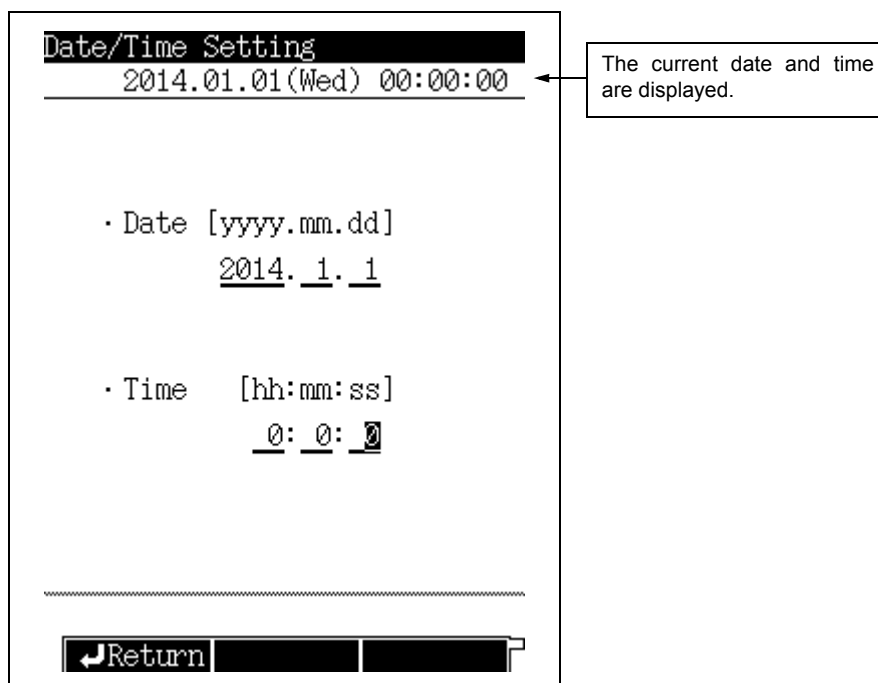 Date/Time Setting
2014.01.01(Wed) 00:00:00
The current date and time
are displayed.
・Date [yyyy.mm.dd]
2014. 1. 1
・Time [hh:mm:ss]
0: 0: 0
↵Return